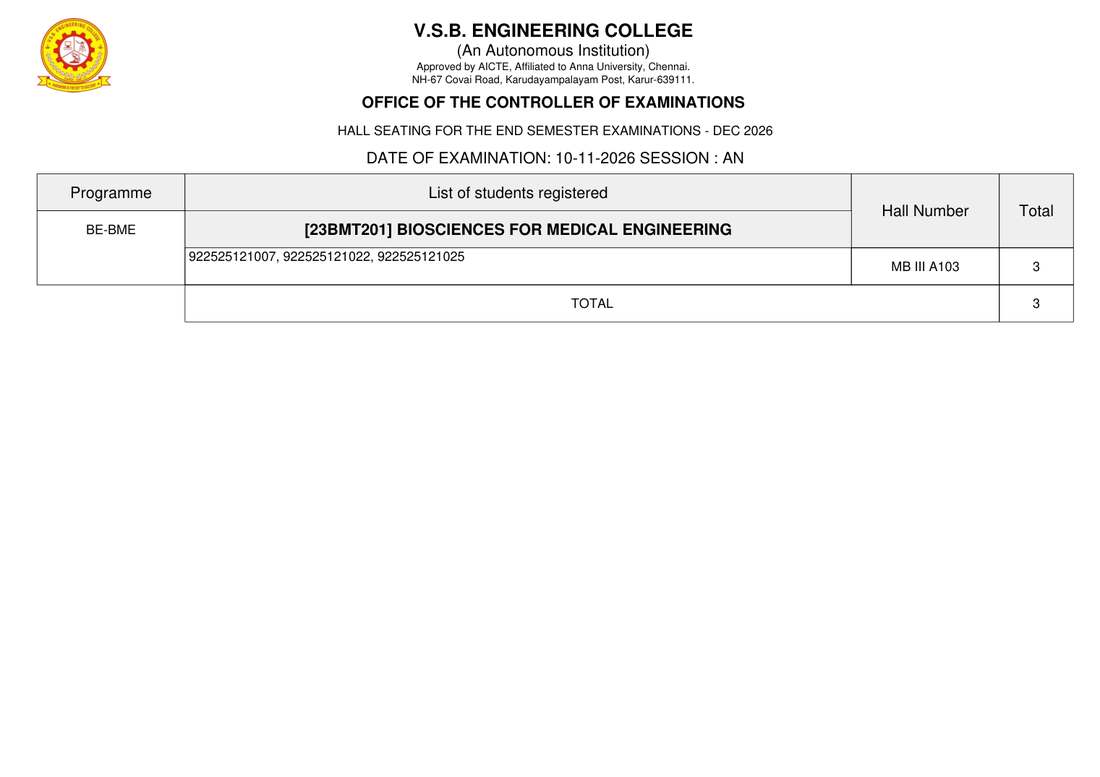 V.S.B. ENGINEERING COLLEGE
(An Autonomous Institution)
Approved by AICTE, Affiliated to Anna University, Chennai.
NH-67 Covai Road, Karudayampalayam Post, Karur-639111.
OFFICE OF THE CONTROLLER OF EXAMINATIONS
HALL SEATING FOR THE END SEMESTER EXAMINATIONS - DEC 2026
DATE OF EXAMINATION: 10-11-2026 SESSION : AN
Programme
List of students registered
Hall Number
Total
BE-BME
[23BMT201] BIOSCIENCES FOR MEDICAL ENGINEERING
922525121007, 922525121022, 922525121025
MB III A103
3
TOTAL
3